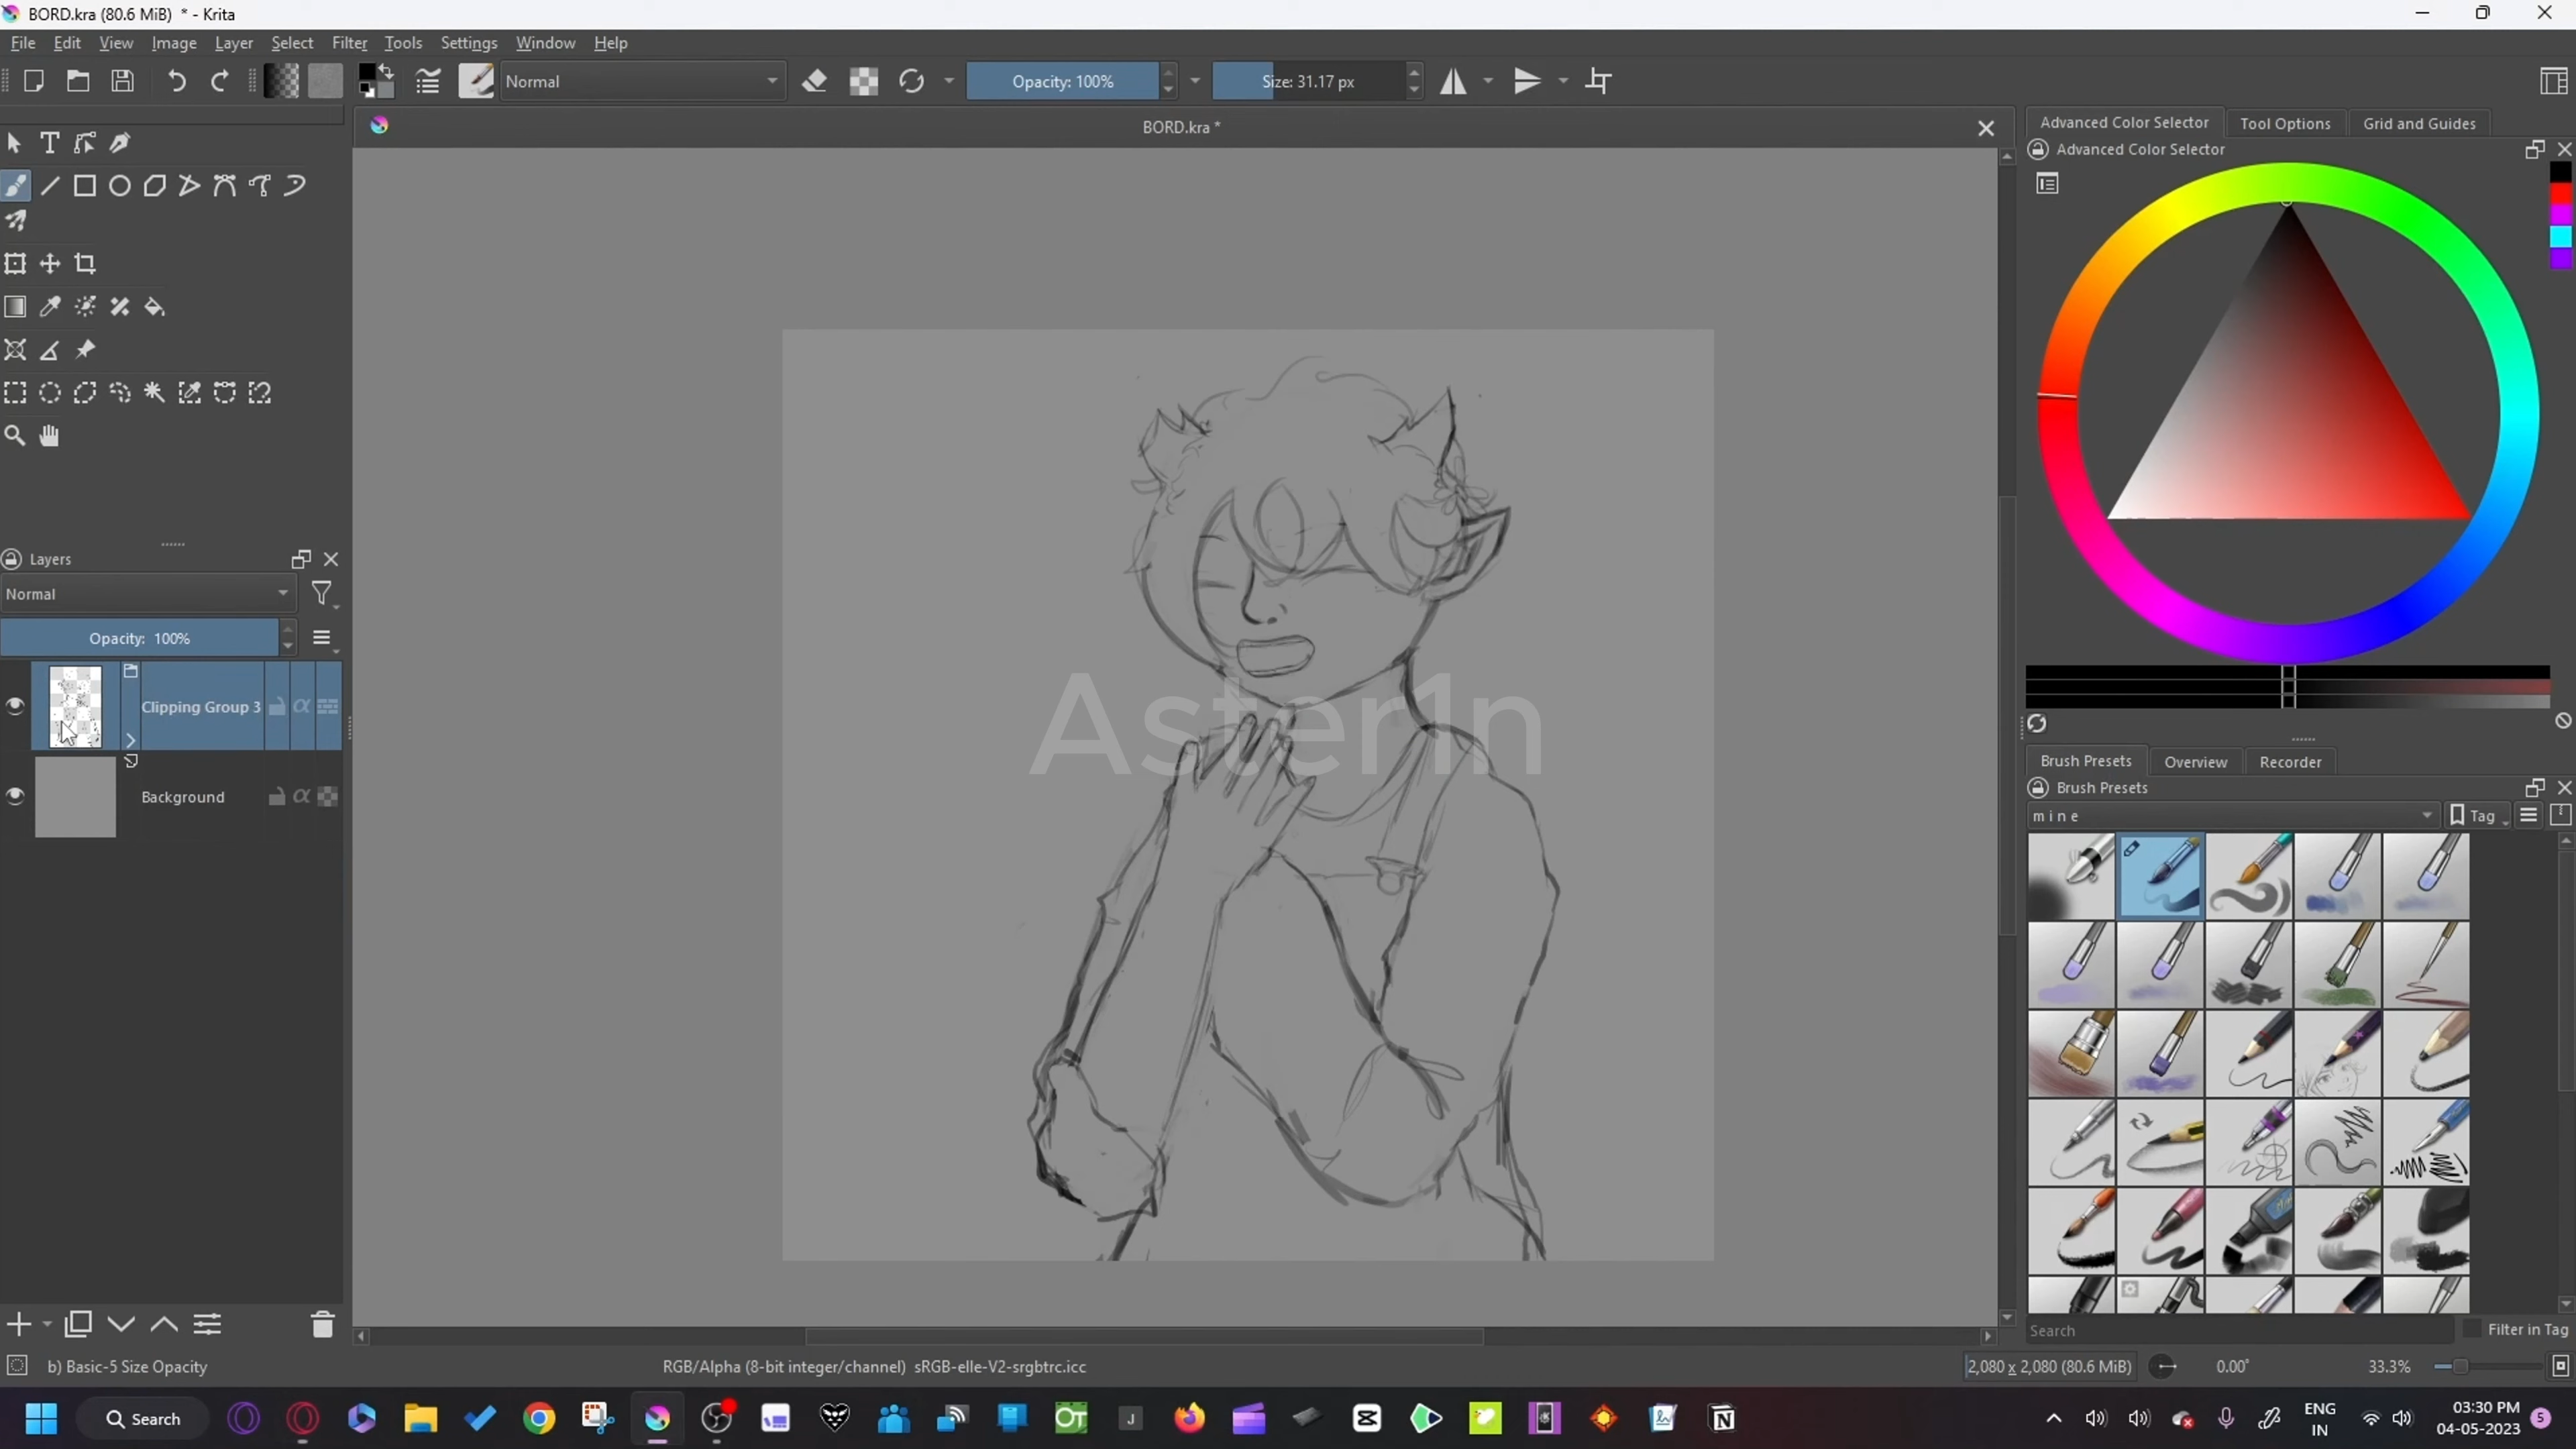 BORD.kra (80.6 MiB) * - Krita
File Edit View Image Layer Select Filter Tools Settings Window Help
Normal
Opacity: 100%
Size: 31.17 px
BORD.kra *
Advanced Color Selector Tool Options Grid and Guides
Advanced Color Selector
Layers
Normal
Opacity: 100%
Clipping Group 3
Background
Aster1n
Brush Presets Overview Recorder
Brush Presets
mine
Tag
Search
Filter in Tag
b) Basic-5 Size Opacity
RGB/Alpha (8-bit integer/channel) sRGB-elle-V2-srgbtrc.icc
2,080 x 2,080 (80.6 MiB)
0.00°
33.3%
Search
OT
J
ENG
IN
03:30 PM
04-05-2023
5